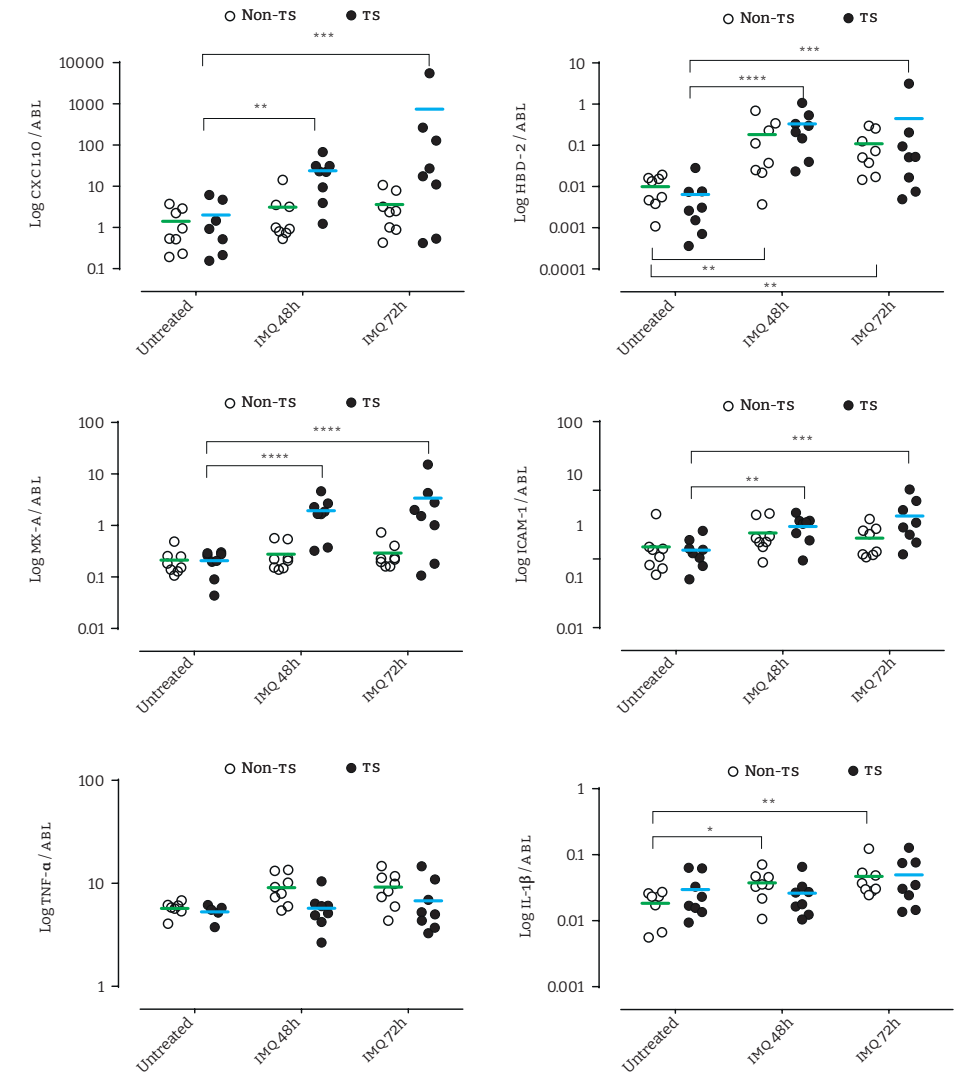 Non-TS TS
***
**
10000
1000
100
10
1
0.1
Log CXCL10 / ABL
Untreated
IMQ 48h
IMQ 72h
Non-TS TS
***
****
10
1
0.1
0.01
0.001
0.0001
Log HBD-2 / ABL
**
**
Untreated
IMQ 48h
IMQ 72h
Non-TS TS
****
****
100
10
1
0.1
0.01
Log MX-A / ABL
Untreated
IMQ 48h
IMQ 72h
Non-TS TS
***
**
100
10
1
0.1
0.01
Log ICAM-1 / ABL
Untreated
IMQ 48h
IMQ 72h
Non-TS TS
100
10
1
Log TNF-α / ABL
Untreated
IMQ 48h
IMQ 72h
Non-TS TS
**
*
1
0.1
0.01
0.001
Log IL-1β / ABL
Untreated
IMQ 48h
IMQ 72h